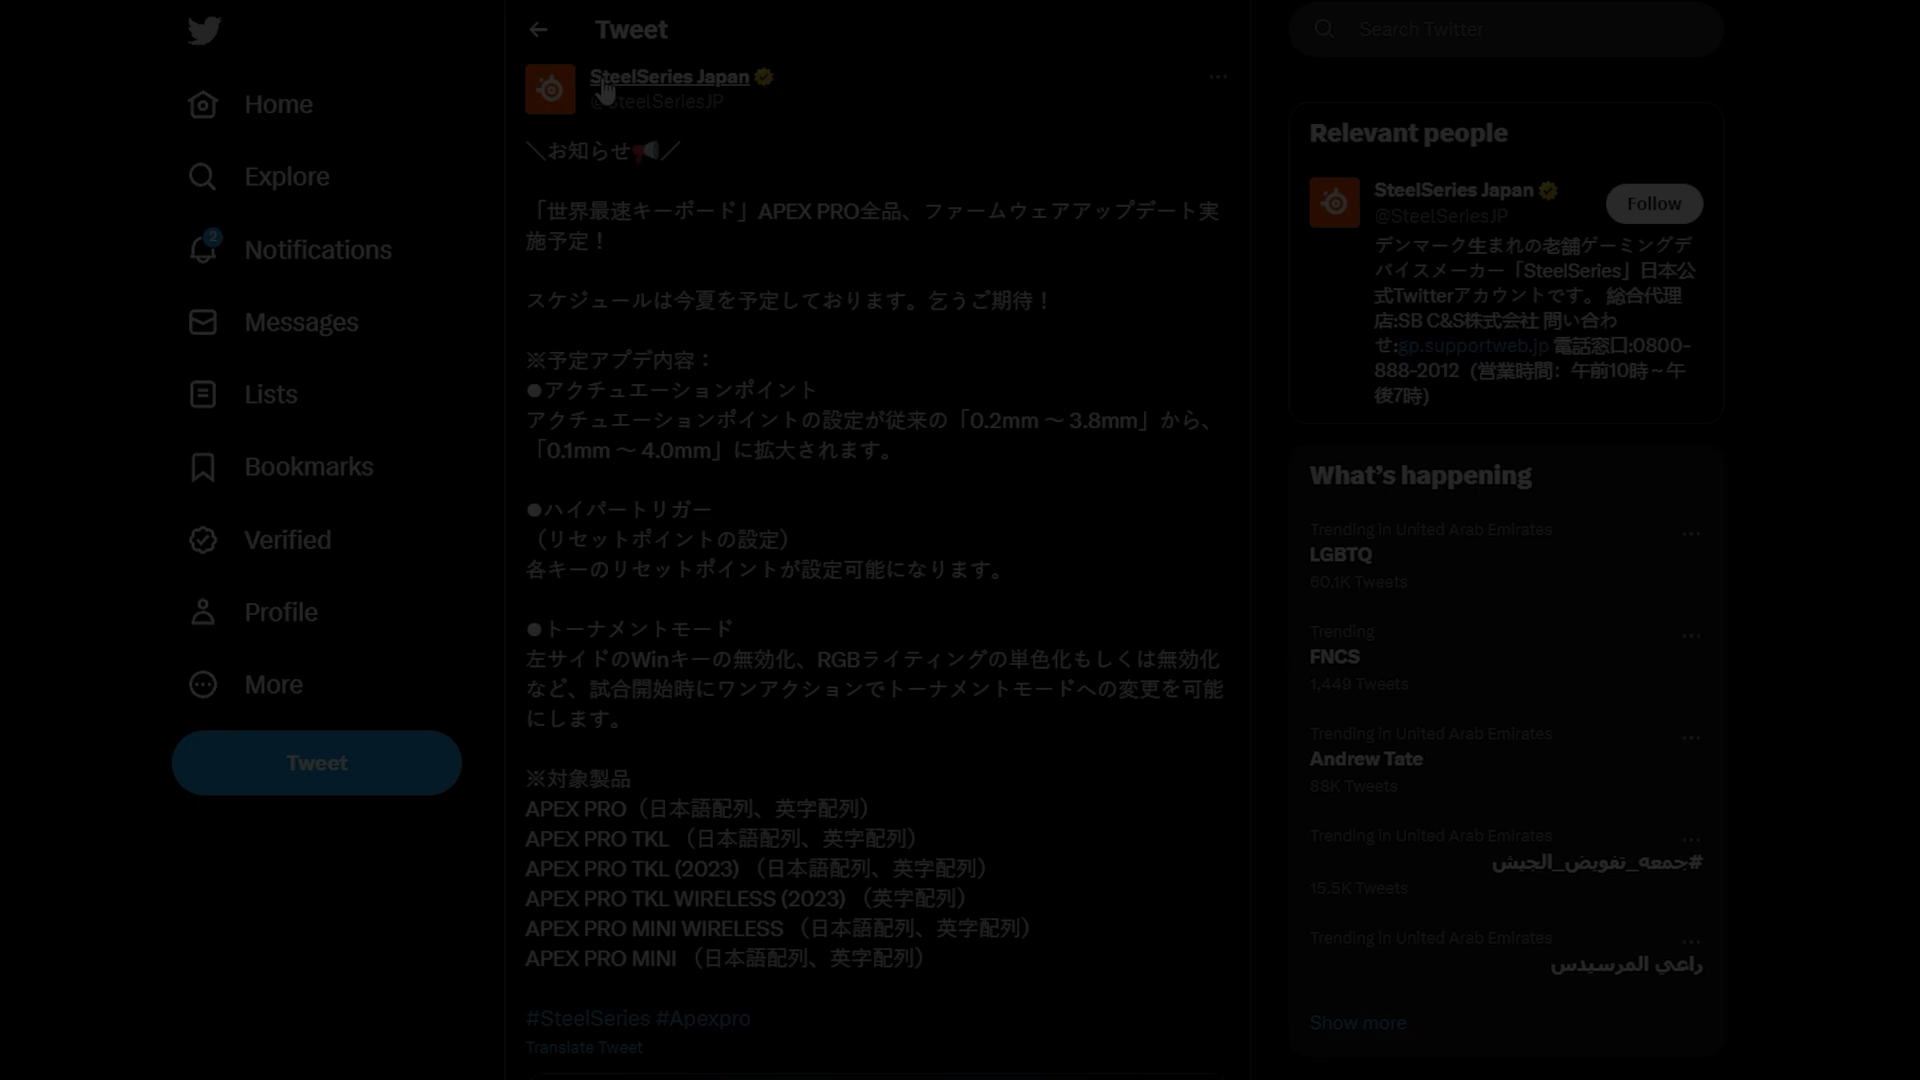 Home
Explore
2
Notifications
Messages
Lists
Bookmarks
Verified
Profile
More
Tweet
Tweet
SteelSeries Japan
@SteelSeriesJP
＼お知らせ📢／
「世界最速キーボード」APEX PRO全品、ファームウェアアップデート実
施予定！
スケジュールは今夏を予定しております。乞うご期待！
※予定アプデ内容：
●アクチュエーションポイント
アクチュエーションポイントの設定が従来の「0.2mm 〜 3.8mm」から、
「0.1mm 〜 4.0mm」に拡大されます。
●ハイパートリガー
（リセットポイントの設定）
各キーのリセットポイントが設定可能になります。
●トーナメントモード
左サイドのWinキーの無効化、RGBライティングの単色化もしくは無効化
など、試合開始時にワンアクションでトーナメントモードへの変更を可能
にします。
※対象製品
APEX PRO（日本語配列、英字配列）
APEX PRO TKL （日本語配列、英字配列）
APEX PRO TKL (2023) （日本語配列、英字配列）
APEX PRO TKL WIRELESS (2023) （英字配列）
APEX PRO MINI WIRELESS （日本語配列、英字配列）
APEX PRO MINI （日本語配列、英字配列）
#SteelSeries #Apexpro
Translate Tweet
Search Twitter
Relevant people
SteelSeries Japan
@SteelSeriesJP
Follow
デンマーク生まれの老舗ゲーミングデ
バイスメーカー「SteelSeries」日本公
式Twitterアカウントです。 総合代理
店:SB C&S株式会社 問い合わ
せ:gp.supportweb.jp 電話窓口:0800-
888-2012（営業時間：午前10時～午
後7時)
What’s happening
Trending in United Arab Emirates
LGBTQ
60.1K Tweets
Trending
FNCS
1,449 Tweets
Trending in United Arab Emirates
Andrew Tate
88K Tweets
Trending in United Arab Emirates
#جمعه_تفويض_الجيش
15.5K Tweets
Trending in United Arab Emirates
راعي المرسيدس
Show more